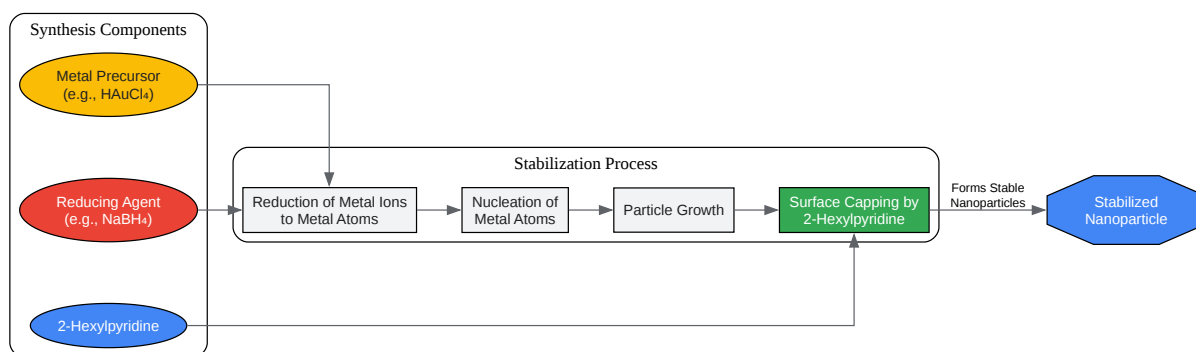 Synthesis Components
Metal Precursor
(e.g., HAuCl₄)
Reducing Agent
(e.g., NaBH₄)
2-Hexylpyridine
Stabilization Process
Reduction of Metal Ions
to Metal Atoms
Nucleation of
Metal Atoms
Particle Growth
Surface Capping by
2-Hexylpyridine
Forms Stable
Nanoparticles
Stabilized
Nanoparticle